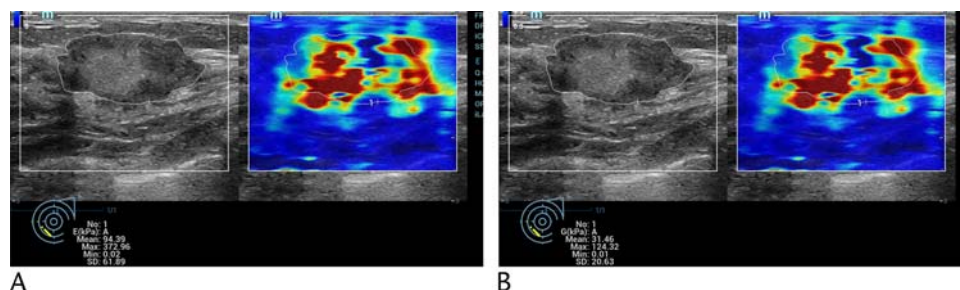 No: 1
E(kPa): A
Mean: 94.39
Max: 372.96
Min: 0.02
SD: 61.89
A
No: 1
G(kPa): A
Mean: 31.46
Max: 124.32
Min: 0.01
SD: 20.63
B